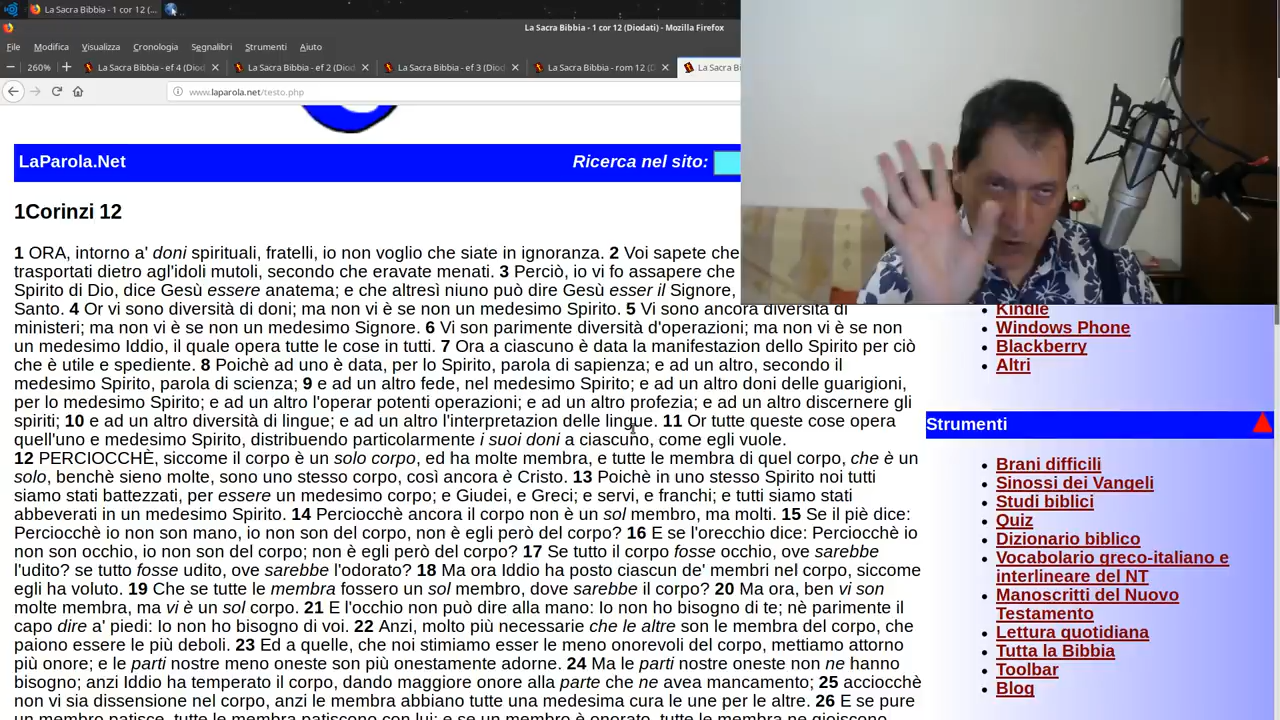 La Sacra Bibbia - 1 cor 12 (...
La Sacra Bibbia - 1 cor 12 (Diodati) - Mozilla Firefox
File Modifica Visualizza Cronologia Segnalibri Strumenti Aiuto
260% La Sacra Bibbia - ef 4 (Diod La Sacra Bibbia - ef 2 (Diod La Sacra Bibbia - ef 3 (Diod La Sacra Bibbia - rom 12 (D La Sacra Bibb
www.laparola.net/testo.php
LaParola.Net Ricerca nel sito:
1Corinzi 12
1 ORA, intorno a' doni spirituali, fratelli, io non voglio che siate in ignoranza. 2 Voi sapete che
trasportati dietro agl'idoli mutoli, secondo che eravate menati. 3 Perciò, io vi fo assapere che
Spirito di Dio, dice Gesù essere anatema; e che altresì niuno può dire Gesù esser il Signore,
Santo. 4 Or vi sono diversità di doni; ma non vi è se non un medesimo Spirito. 5 Vi sono ancora diversità di
ministeri; ma non vi è se non un medesimo Signore. 6 Vi son parimente diversità d'operazioni; ma non vi è se non
un medesimo Iddio, il quale opera tutte le cose in tutti. 7 Ora a ciascuno è data la manifestazion dello Spirito per ciò
che è utile e spediente. 8 Poichè ad uno è data, per lo Spirito, parola di sapienza; e ad un altro, secondo il
medesimo Spirito, parola di scienza; 9 e ad un altro fede, nel medesimo Spirito; e ad un altro doni delle guarigioni,
per lo medesimo Spirito; e ad un altro l'operar potenti operazioni; e ad un altro profezia; e ad un altro discernere gli
spiriti; 10 e ad un altro diversità di lingue; e ad un altro l'interpretazion delle lingue. 11 Or tutte queste cose opera
quell'uno e medesimo Spirito, distribuendo particolarmente i suoi doni a ciascuno, come egli vuole.
12 PERCIOCCHÈ, siccome il corpo è un solo corpo, ed ha molte membra, e tutte le membra di quel corpo, che è un
solo, benchè sieno molte, sono uno stesso corpo, così ancora è Cristo. 13 Poichè in uno stesso Spirito noi tutti
siamo stati battezzati, per essere un medesimo corpo; e Giudei, e Greci; e servi, e franchi; e tutti siamo stati
abbeverati in un medesimo Spirito. 14 Perciocchè ancora il corpo non è un sol membro, ma molti. 15 Se il piè dice:
Perciocchè io non son mano, io non son del corpo, non è egli però del corpo? 16 E se l'orecchio dice: Perciocchè io
non son occhio, io non son del corpo; non è egli però del corpo? 17 Se tutto il corpo fosse occhio, ove sarebbe
l'udito? se tutto fosse udito, ove sarebbe l'odorato? 18 Ma ora Iddio ha posto ciascun de' membri nel corpo, siccome
egli ha voluto. 19 Che se tutte le membra fossero un sol membro, dove sarebbe il corpo? 20 Ma ora, ben vi son
molte membra, ma vi è un sol corpo. 21 E l'occhio non può dire alla mano: Io non ho bisogno di te; nè parimente il
capo dire a' piedi: Io non ho bisogno di voi. 22 Anzi, molto più necessarie che le altre son le membra del corpo, che
paiono essere le più deboli. 23 Ed a quelle, che noi stimiamo esser le meno onorevoli del corpo, mettiamo attorno
più onore; e le parti nostre meno oneste son più onestamente adorne. 24 Ma le parti nostre oneste non ne hanno
bisogno; anzi Iddio ha temperato il corpo, dando maggiore onore alla parte che ne avea mancamento; 25 acciocchè
non vi sia dissensione nel corpo, anzi le membra abbiano tutte una medesima cura le une per le altre. 26 E se pure
un membro patisce, tutte le membra patiscono con lui; e se un membro è onorato, tutte le membra ne gioiscono
Kindle
Windows Phone
Blackberry
Altri
Strumenti
Brani difficili
Sinossi dei Vangeli
Studi biblici
Quiz
Dizionario biblico
Vocabolario greco-italiano e
interlineare del NT
Manoscritti del Nuovo
Testamento
Lettura quotidiana
Tutta la Bibbia
Toolbar
Blog